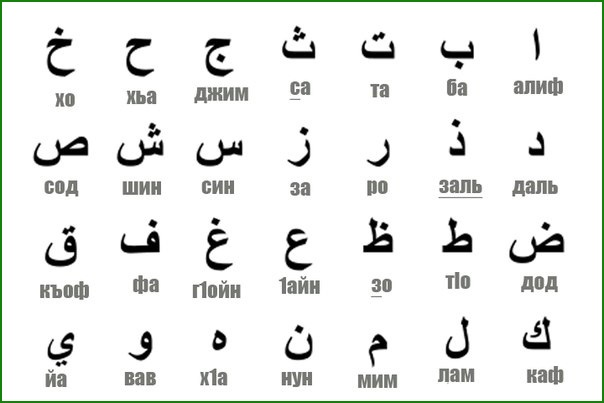 ا ب ت ث ج ح خ
хо хьа джим са та ба алиф
د ذ ر ز س ش ص
сод шин син за ро заль даль
ض ط ظ ع غ ف ق
къоф фа г1ойн 1айн зо тIо дод
ك ل م ن ه و ي
йа вав х1а нун мим лам каф